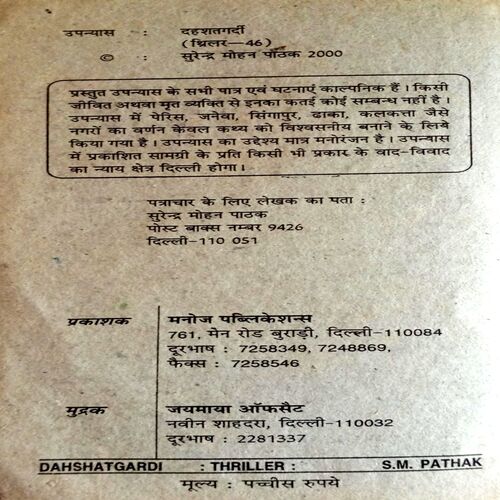 उपन्यास : दहशतगर्दी
(थ्रिलर—46)
© : सुरेन्द्र मोहन पाठक 2000
प्रस्तुत उपन्यास के सभी पात्र एवं घटनाएं काल्पनिक हैं। किसी
जीवित अथवा मृत व्यक्ति से इनका कतई कोई सम्बन्ध नहीं है।
उपन्यास में पेरिस, जनेवा, सिंगापुर, ढाका, कलकत्ता जैसे
नगरों का वर्णन केवल कथ्य को विश्वसनीय बनाने के लिये
किया गया है। उपन्यास का उद्देश्य मात्र मनोरंजन है। उपन्यास
में प्रकाशित सामग्री के प्रति किसी भी प्रकार के वाद-विवाद
का न्याय क्षेत्र दिल्ली होगा।
पत्राचार के लिए लेखक का पता :
सुरेन्द्र मोहन पाठक
पोस्ट बाक्स नम्बर 9426
दिल्ली-110 051
प्रकाशक मनोज पब्लिकेशन्स
761, मेन रोड बुराड़ी, दिल्ली-110084
दूरभाष : 7258349, 7248869,
फैक्स : 7258546
मुद्रक जयमाया ऑफसैट
नवीन शाहदरा, दिल्ली-110032
दूरभाष : 2281337
DAHSHATGARDI : THRILLER : S.M. PATHAK
मूल्य : पच्चीस रुपये